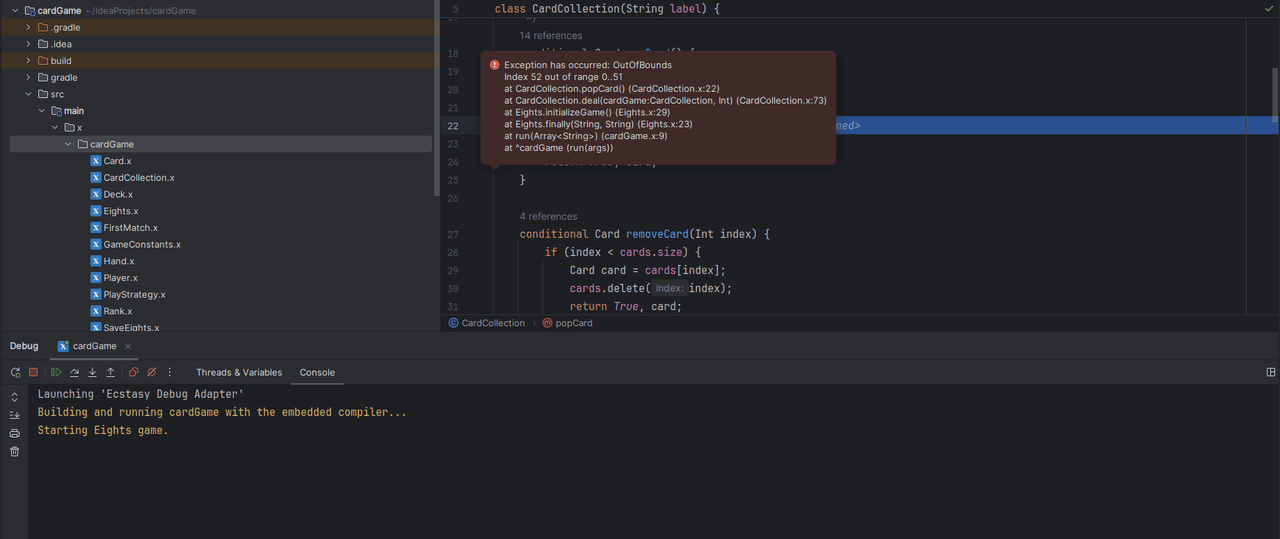 cardGame ~/IdeaProjects/cardGame
.gradle
.idea
build
gradle
src
main
x
cardGame
Card.x
CardCollection.x
Deck.x
Eights.x
FirstMatch.x
GameConstants.x
Hand.x
Player.x
PlayStrategy.x
Rank.x
SaveEights.x
5 class CardCollection(String label) {
17
14 references
18
19
20
21
22
23
24
25 }
26
Exception has occurred: OutOfBounds
Index 52 out of range 0..51
at CardCollection.popCard() (CardCollection.x:22)
at CardCollection.deal(cardGame:CardCollection, Int) (CardCollection.x:73)
at Eights.initializeGame() (Eights.x:29)
at Eights.finally(String, String) (Eights.x:23)
at run(Array<String>) (cardGame.x:9)
at ^cardGame (run(args))
4 references
27 conditional Card removeCard(Int index) {
28 if (index < cards.size) {
29 Card card = cards[index];
30 cards.delete(index: index);
31 return True, card;
CardCollection > popCard
Debug cardGame ×
Threads & Variables Console
Launching 'Ecstasy Debug Adapter'
Building and running cardGame with the embedded compiler...
Starting Eights game.